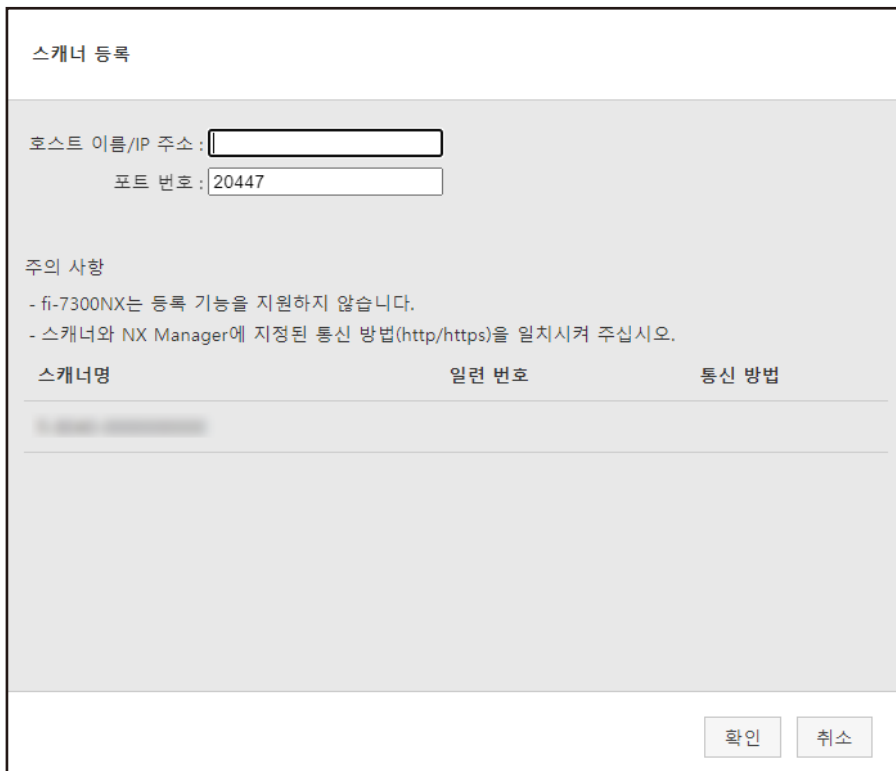 스캐너 등록
호스트 이름/IP 주소 :
포트 번호 : 20447
주의 사항
- fi-7300NX는 등록 기능을 지원하지 않습니다.
- 스캐너와 NX Manager에 지정된 통신 방법(http/https)을 일치시켜 주십시오.
스캐너명 일련 번호 통신 방법
확인 취소